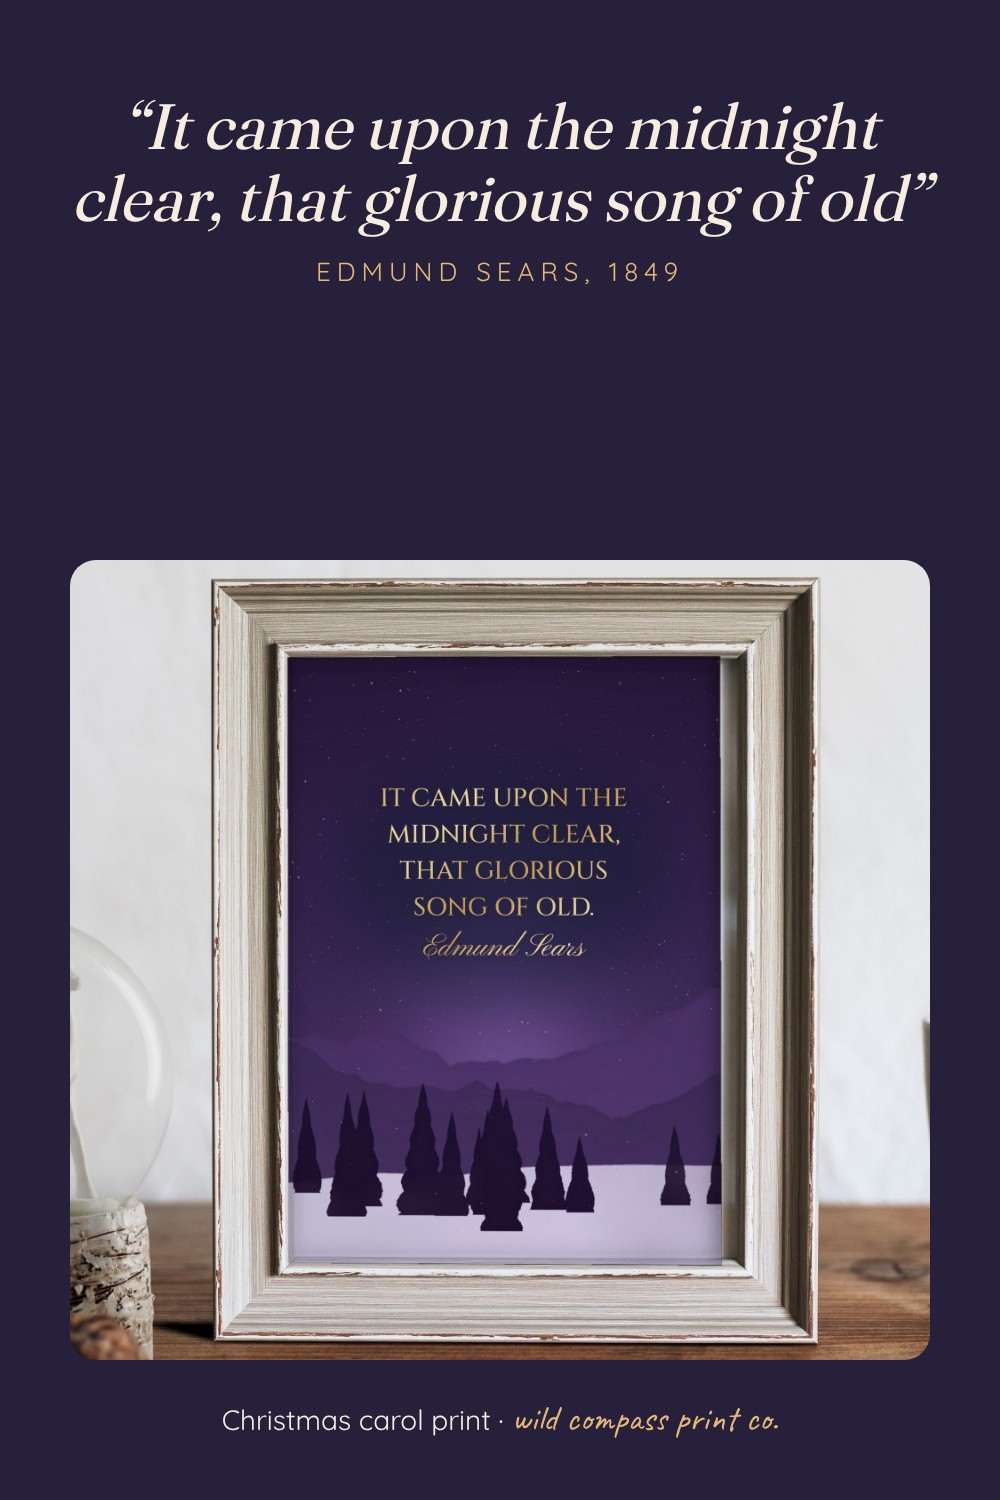 “It came upon the midnight
clear, that glorious song of old”
EDMUND SEARS, 1849
IT CAME UPON THE
MIDNIGHT CLEAR,
THAT GLORIOUS
SONG OF OLD.
Edmund Sears
Christmas carol print · wild compass print co.